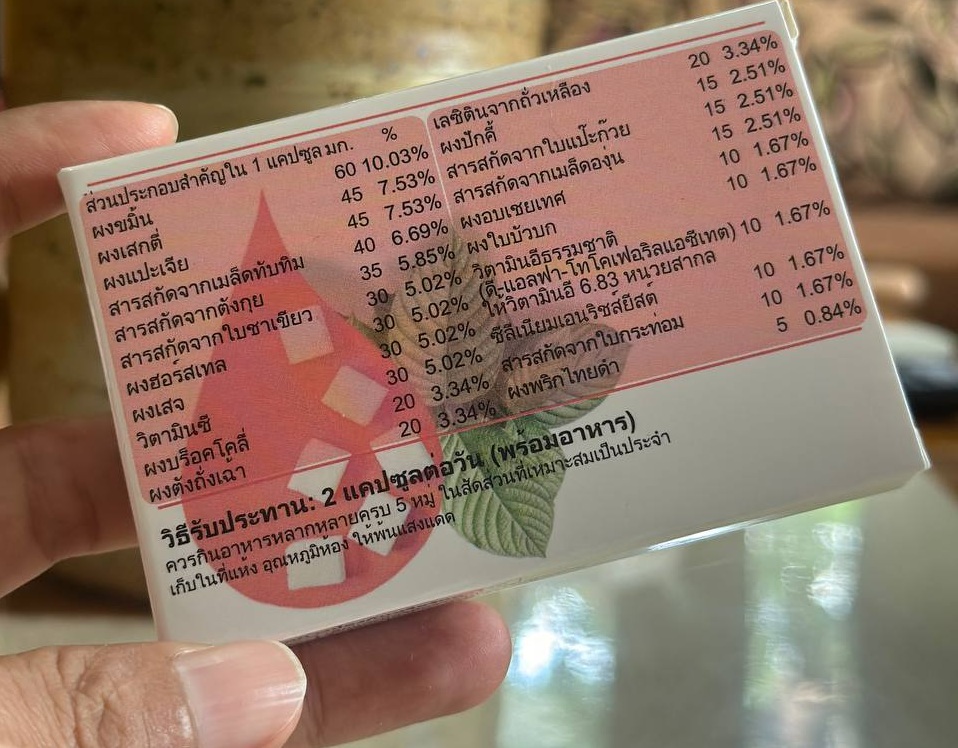 ส่วนประกอบสำคัญใน 1 แคปซูล มก. %
ผงขมิ้น 60 10.03%
ผงเสกตี่ 45 7.53%
ผงแปะเจีย 45 7.53%
สารสกัดจากเมล็ดทับทิม 40 6.69%
สารสกัดจากตังกุย 35 5.85%
สารสกัดจากใบชาเขียว 30 5.02%
ผงฮอร์สเทล 30 5.02%
ผงเสจ 30 5.02%
วิตามินซี 30 5.02%
ผงบร็อคโคลี่ 20 3.34%
ผงตังถั่งเฉ้า 20 3.34%
เลซิตินจากถั่วเหลือง 20 3.34%
ผงปักคี้ 15 2.51%
สารสกัดจากใบแป๊ะก๊วย 15 2.51%
สารสกัดจากเมล็ดองุ่น 15 2.51%
ผงอบเชยเทศ 10 1.67%
ผงใบบัวบก 10 1.67%
วิตามินอีธรรมชาติ
(ดี-แอลฟา-โทโคเฟอริลแอซีเทต) 10 1.67%
ให้วิตามินอี 6.83 หน่วยสากล
ซีลีเนียมเอนริชสยีสต์ 10 1.67%
สารสกัดจากใบกระท่อม 10 1.67%
ผงพริกไทยดำ 5 0.84%
วิธีรับประทาน: 2 แคปซูลต่อวัน (พร้อมอาหาร)
ควรกินอาหารหลากหลายครบ 5 หมู่ ในสัดส่วนที่เหมาะสมเป็นประจำ
เก็บในที่แห้ง อุณหภูมิห้อง ให้พ้นแสงแดด